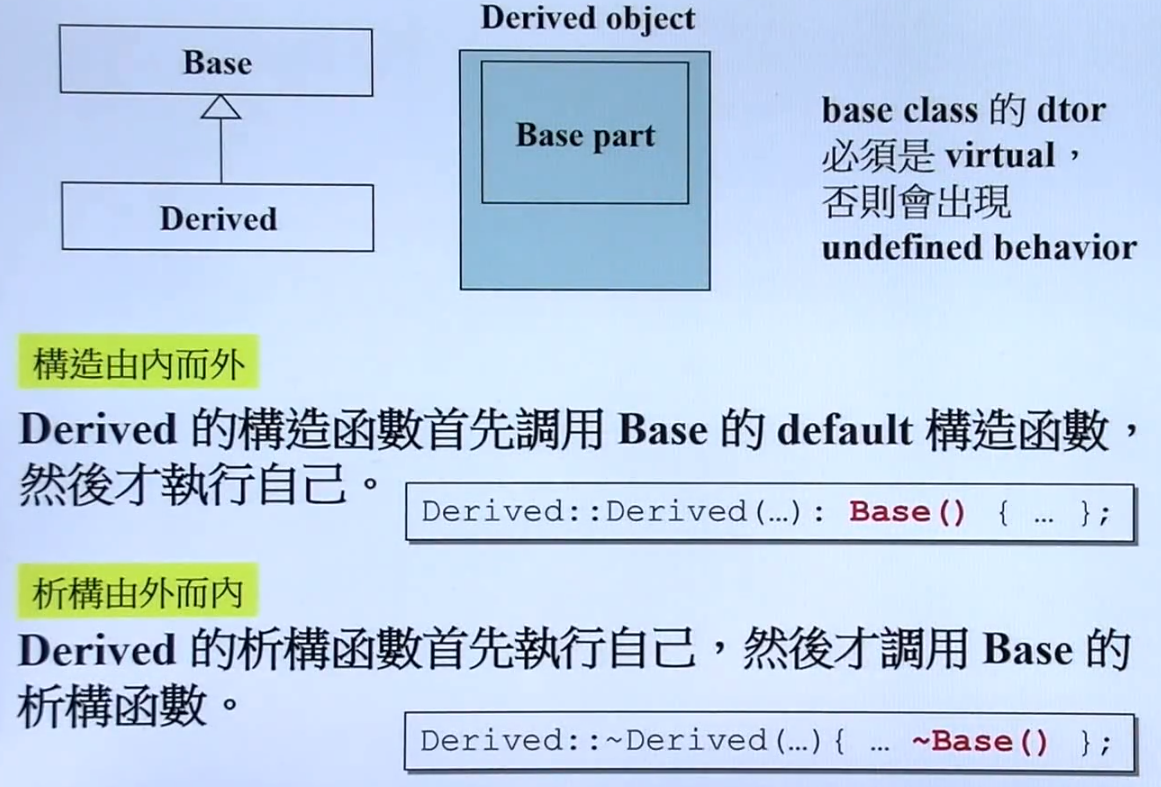 Derived object
Base
Base part
Derived
base class 的 dtor
必須是 virtual，
否則會出現
undefined behavior
構造由內而外
Derived 的構造函數首先調用 Base 的 default 構造函數，
然後才執行自己。
Derived::Derived(…): Base() { … };
析構由外而內
Derived 的析構函數首先執行自己，然後才調用 Base 的
析構函數。
Derived::~Derived(…){ … ~Base() };